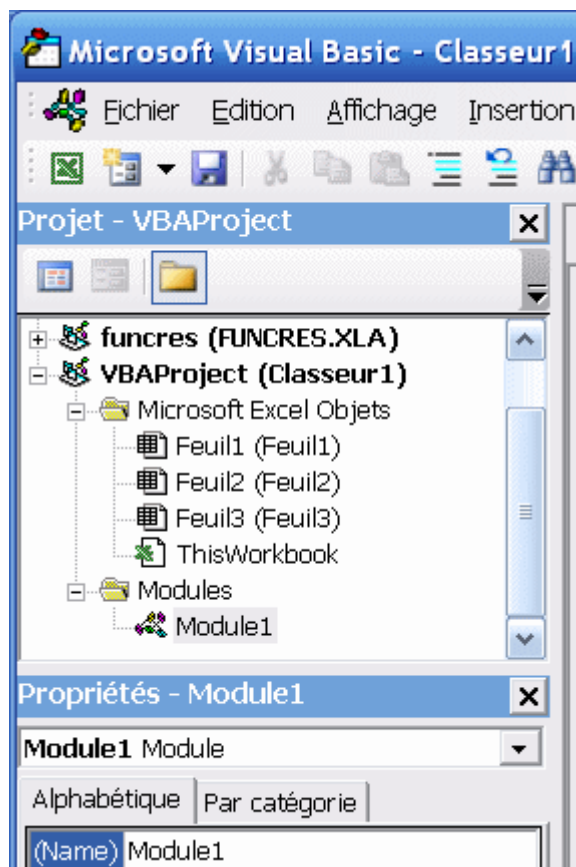 Microsoft Visual Basic - Classeur1
Fichier Edition Affichage Insertion
Projet - VBAProject
funcres (FUNCRES.XLA)
VBAProject (Classeur1)
Microsoft Excel Objets
Feuil1 (Feuil1)
Feuil2 (Feuil2)
Feuil3 (Feuil3)
ThisWorkbook
Modules
Module1
Propriétés - Module1
Module1 Module
Alphabétique Par catégorie
(Name) Module1